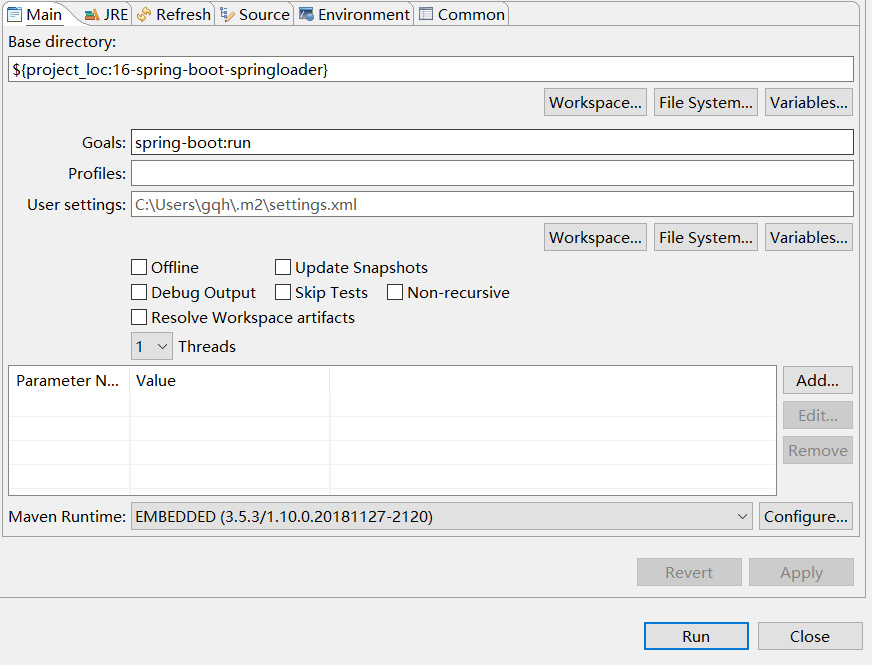 Main JRE Refresh Source Environment Common
Base directory:
${project_loc:16-spring-boot-springloader}
Workspace... File System... Variables...
Goals: spring-boot:run
Profiles:
User settings: C:\Users\gqh\.m2\settings.xml
Workspace... File System... Variables...
Offline Update Snapshots
Debug Output Skip Tests Non-recursive
Resolve Workspace artifacts
1 Threads
Parameter N... Value Add...
Edit...
Remove
Maven Runtime: EMBEDDED (3.5.3/1.10.0.20181127-2120) Configure...
Revert Apply
Run Close